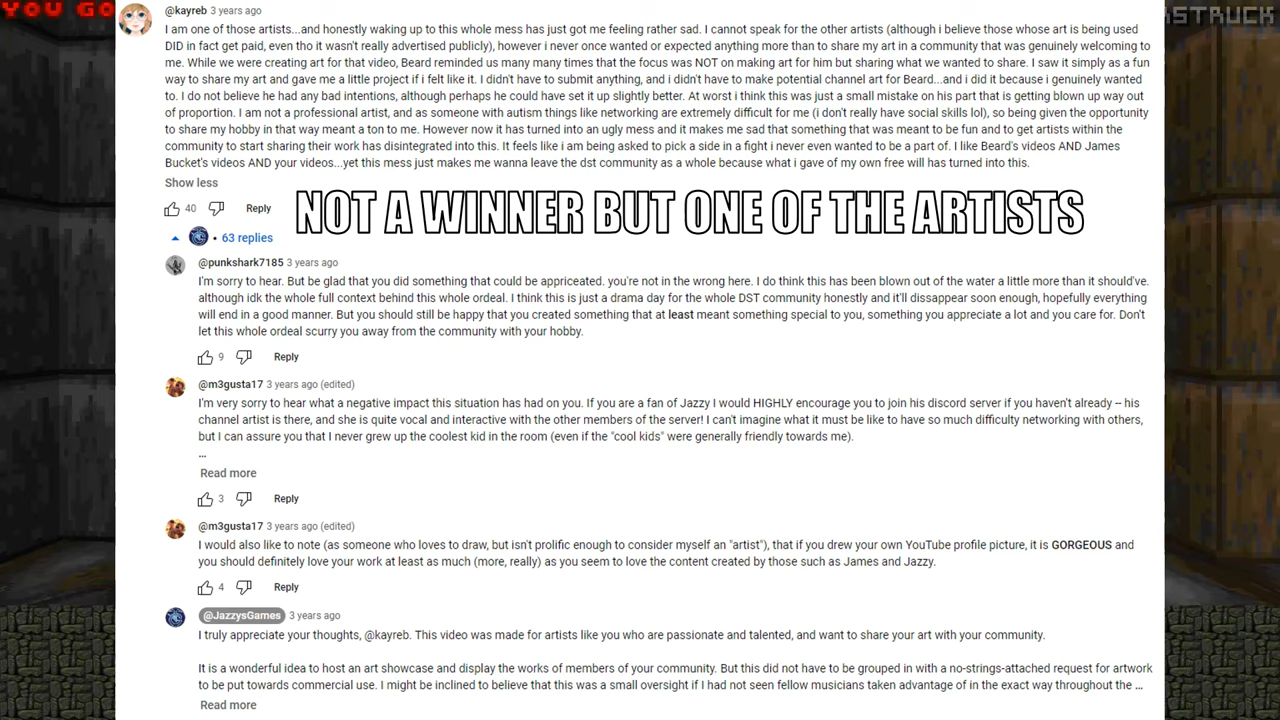 YOU GO
STRUCK
@kayreb 3 years ago
I am one of those artists...and honestly waking up to this whole mess has just got me feeling rather sad. I cannot speak for the other artists (although i believe those whose art is being used
DID in fact get paid, even tho it wasn't really advertised publicly), however i never once wanted or expected anything more than to share my art in a community that was genuinely welcoming to
me. While we were creating art for that video, Beard reminded us many many times that the focus was NOT on making art for him but sharing what we wanted to share. I saw it simply as a fun
way to share my art and gave me a little project if i felt like it. I didn't have to submit anything, and i didn't have to make potential channel art for Beard...and i did it because i genuinely wanted
to. I do not believe he had any bad intentions, although perhaps he could have set it up slightly better. At worst i think this was just a small mistake on his part that is getting blown up way out
of proportion. I am not a professional artist, and as someone with autism things like networking are extremely difficult for me (i don't really have social skills lol), so being given the opportunity
to share my hobby in that way meant a ton to me. However now it has turned into an ugly mess and it makes me sad that something that was meant to be fun and to get artists within the
community to start sharing their work has disintegrated into this. It feels like i am being asked to pick a side in a fight i never even wanted to be a part of. I like Beard's videos AND James
Bucket's videos AND your videos...yet this mess just makes me wanna leave the dst community as a whole because what i gave of my own free will has turned into this.
Show less
40 Reply
NOT A WINNER BUT ONE OF THE ARTISTS
63 replies
@punkshark7185 3 years ago
I'm sorry to hear. But be glad that you did something that could be appriceated. you're not in the wrong here. I do think this has been blown out of the water a little more than it should've.
although idk the whole full context behind this whole ordeal. I think this is just a drama day for the whole DST community honestly and it'll dissappear soon enough, hopefully everything
will end in a good manner. But you should still be happy that you created something that at least meant something special to you, something you appreciate a lot and you care for. Don't
let this whole ordeal scurry you away from the community with your hobby.
9 Reply
@m3gusta17 3 years ago (edited)
I'm very sorry to hear what a negative impact this situation has had on you. If you are a fan of Jazzy I would HIGHLY encourage you to join his discord server if you haven't already -- his
channel artist is there, and she is quite vocal and interactive with the other members of the server! I can't imagine what it must be like to have so much difficulty networking with others,
but I can assure you that I never grew up the coolest kid in the room (even if the "cool kids" were generally friendly towards me).
...
Read more
3 Reply
@m3gusta17 3 years ago (edited)
I would also like to note (as someone who loves to draw, but isn't prolific enough to consider myself an "artist"), that if you drew your own YouTube profile picture, it is GORGEOUS and
you should definitely love your work at least as much (more, really) as you seem to love the content created by those such as James and Jazzy.
4 Reply
@JazzysGames 3 years ago
I truly appreciate your thoughts, @kayreb. This video was made for artists like you who are passionate and talented, and want to share your art with your community.
It is a wonderful idea to host an art showcase and display the works of members of your community. But this did not have to be grouped in with a no-strings-attached request for artwork
to be put towards commercial use. I might be inclined to believe that this was a small oversight if I had not seen fellow musicians taken advantage of in the exact way throughout the ...
Read more